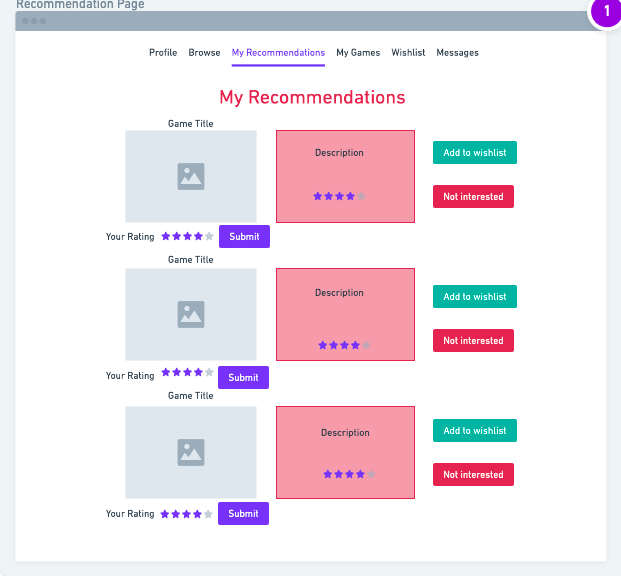 Recommendation Page
1
Profile Browse My Recommendations My Games Wishlist Messages
My Recommendations
Game Title
Description
Add to wishlist
Not interested
Your Rating Submit
Game Title
Description
Add to wishlist
Not interested
Your Rating Submit
Game Title
Description
Add to wishlist
Not interested
Your Rating Submit